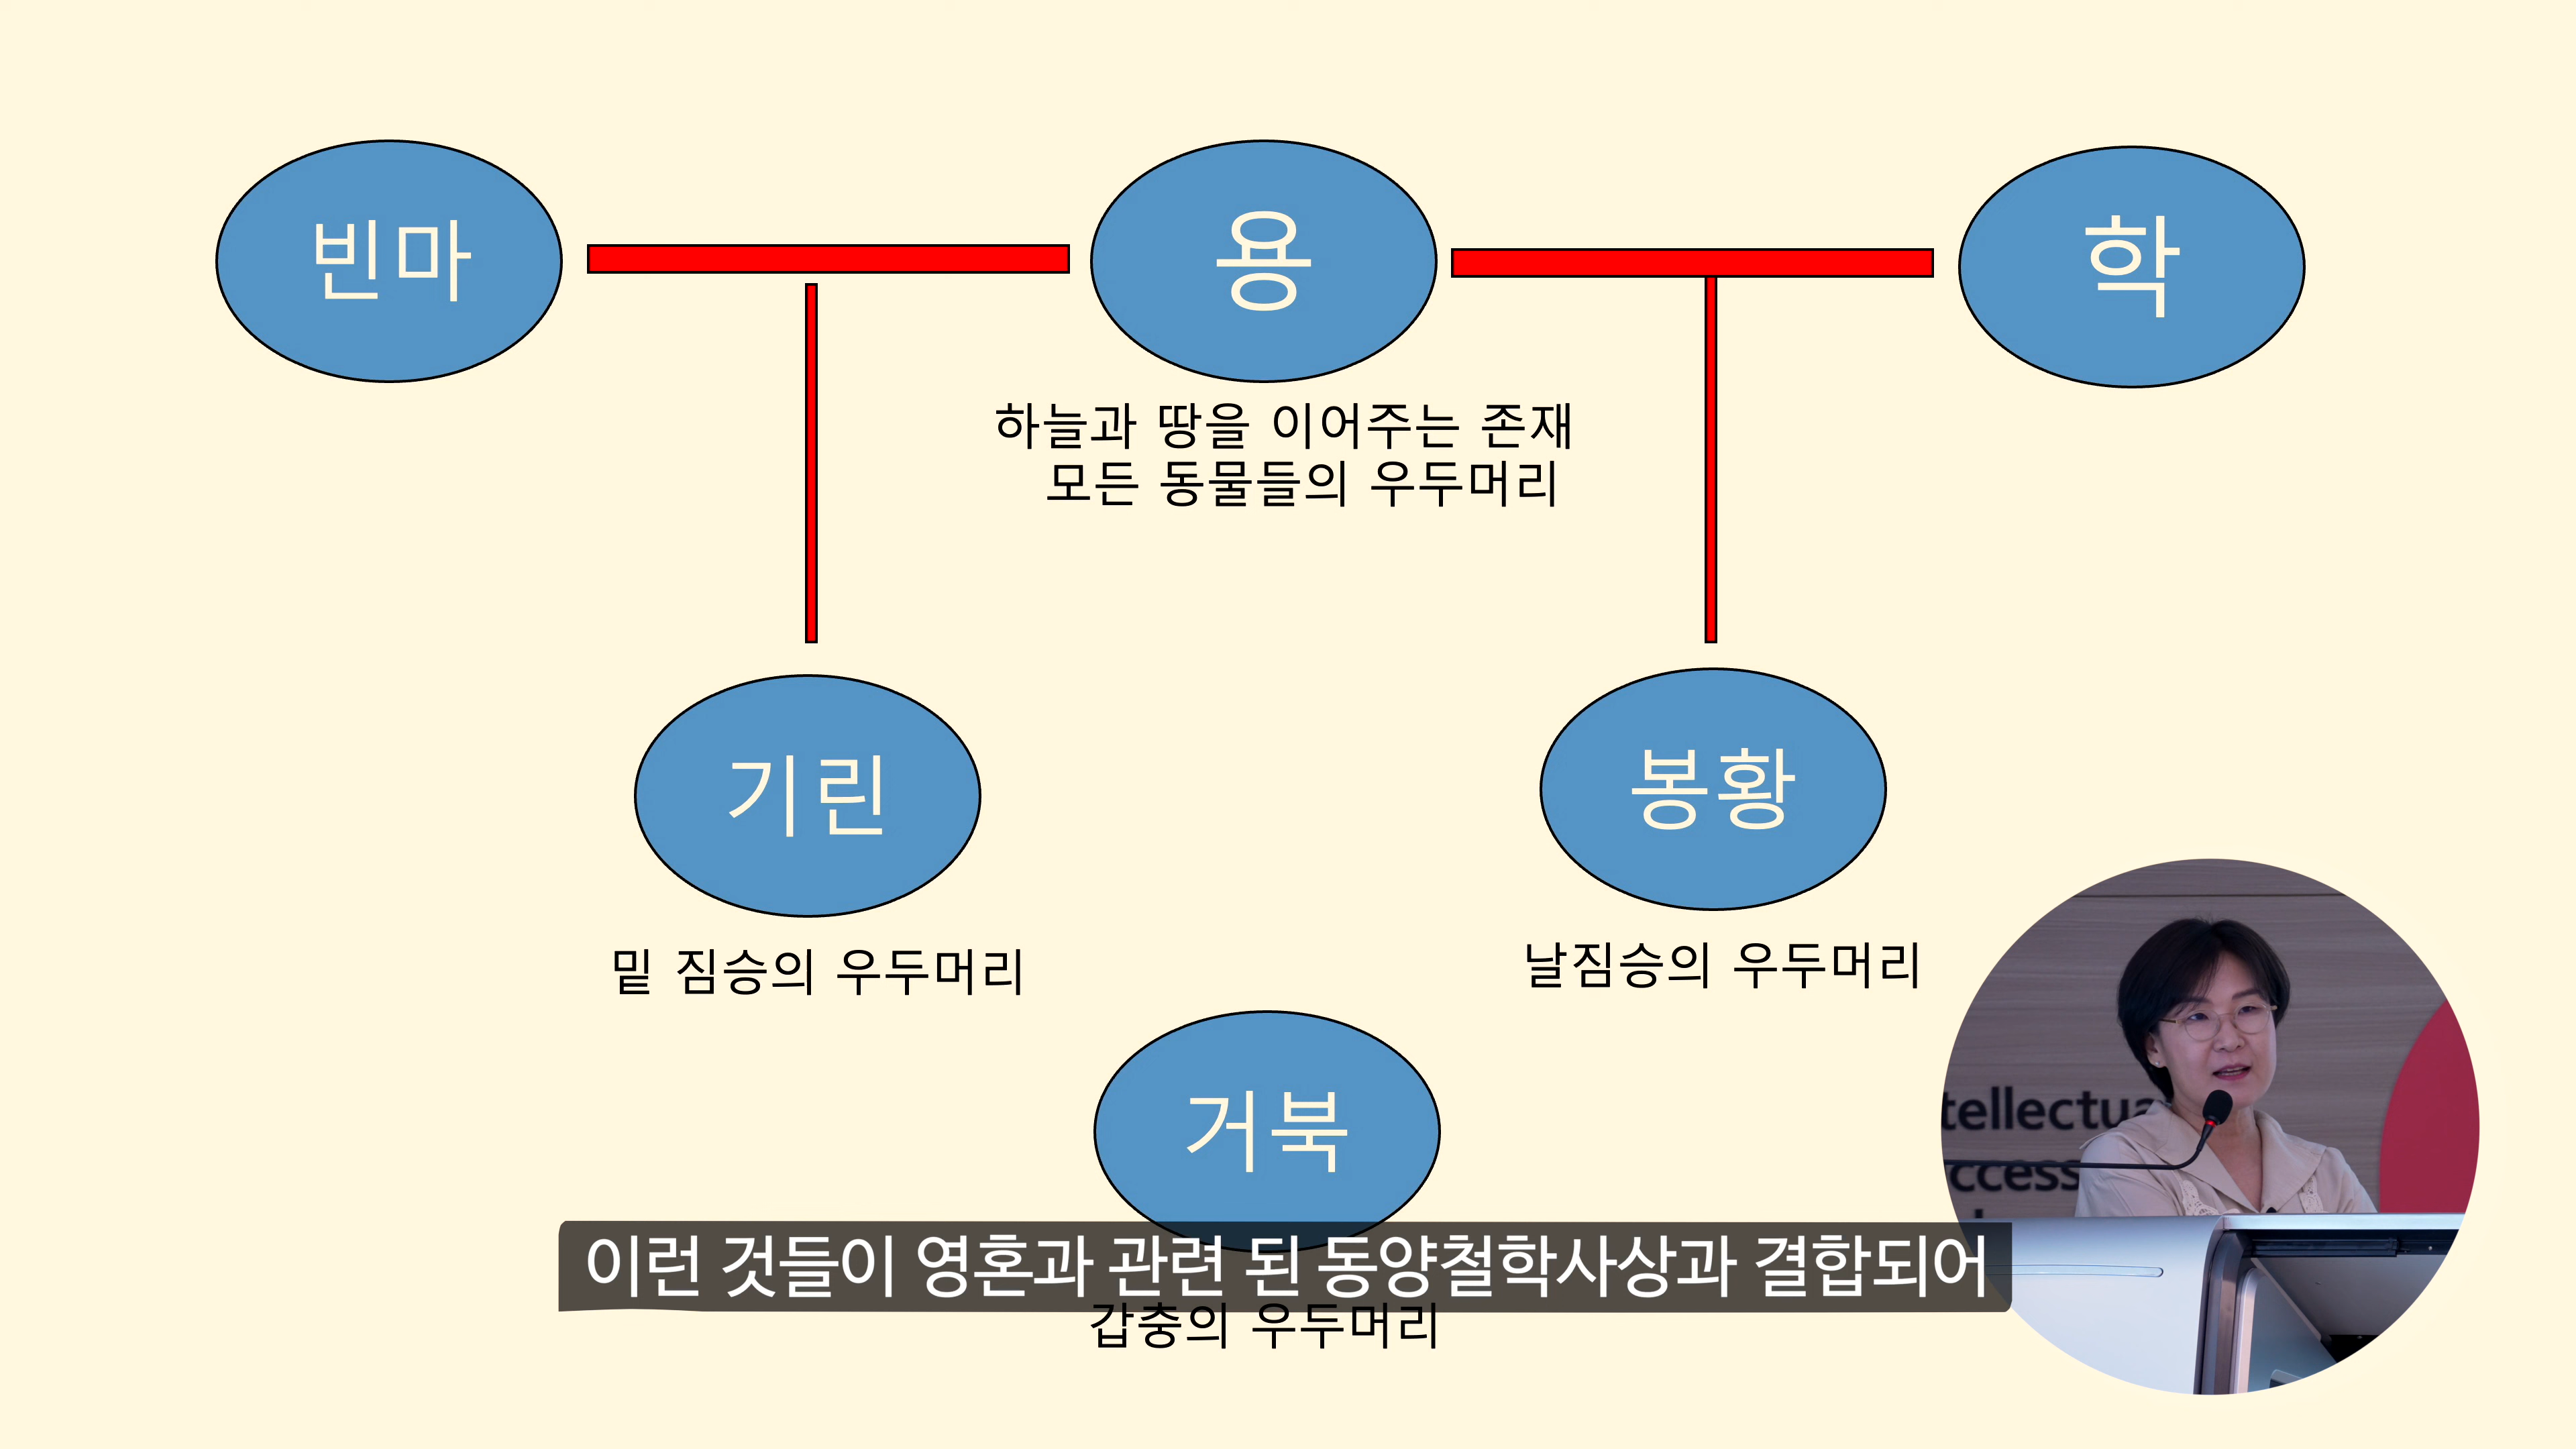 빈마
용
학
하늘과 땅을 이어주는 존재
모든 동물들의 우두머리
기린
봉황
밑 짐승의 우두머리
날짐승의 우두머리
거북
tellectua
ccess
이런 것들이 영혼과 관련 된 동양철학사상과 결합되어
갑충의 우두머리